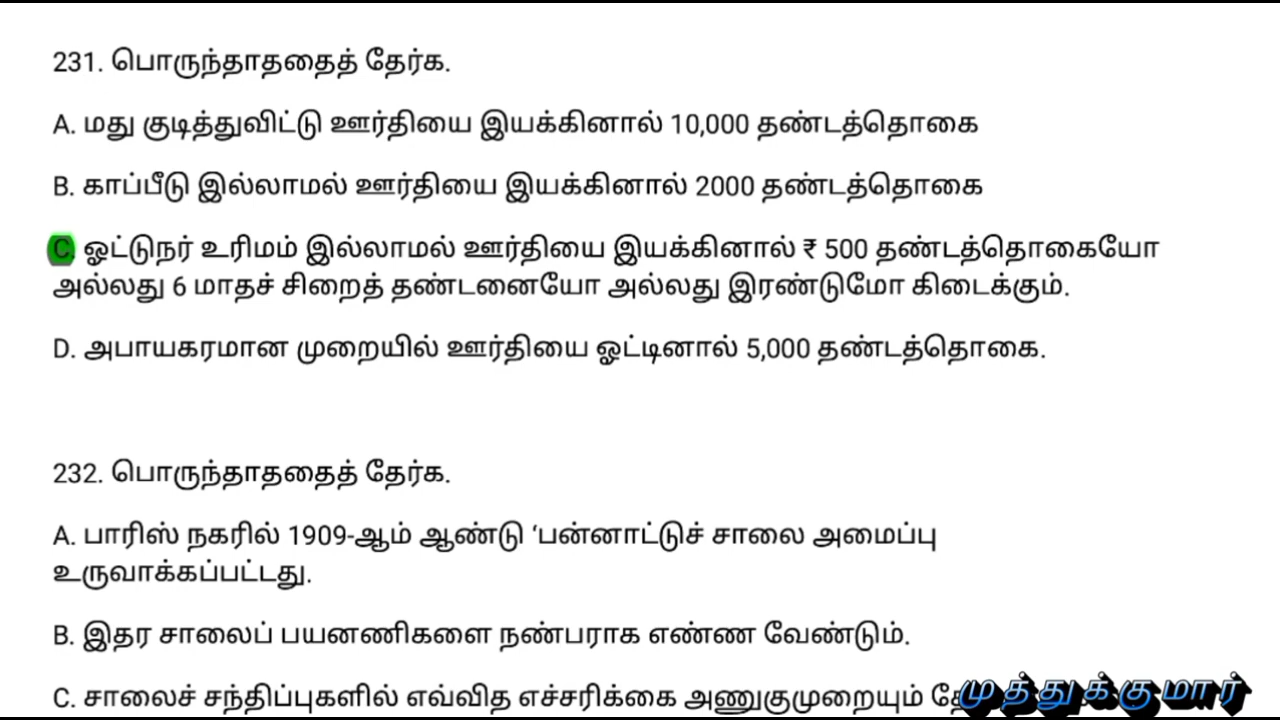 231. பொருந்தாததைத் தேர்க.
A. மது குடித்துவிட்டு ஊர்தியை இயக்கினால் 10,000 தண்டத்தொகை
B. காப்பீடு இல்லாமல் ஊர்தியை இயக்கினால் 2000 தண்டத்தொகை
C. ஓட்டுநர் உரிமம் இல்லாமல் ஊர்தியை இயக்கினால் ₹ 500 தண்டத்தொகையோ
அல்லது 6 மாதச் சிறைத் தண்டனையோ அல்லது இரண்டுமோ கிடைக்கும்.
D. அபாயகரமான முறையில் ஊர்தியை ஓட்டினால் 5,000 தண்டத்தொகை.
232. பொருந்தாததைத் தேர்க.
A. பாரிஸ் நகரில் 1909-ஆம் ஆண்டு ‘பன்னாட்டுச் சாலை அமைப்பு
உருவாக்கப்பட்டது.
B. இதர சாலைப் பயனணிகளை நண்பராக எண்ண வேண்டும்.
C. சாலைச் சந்திப்புகளில் எவ்வித எச்சரிக்கை அணுகுமுறையும்
முத்துக்குமார்